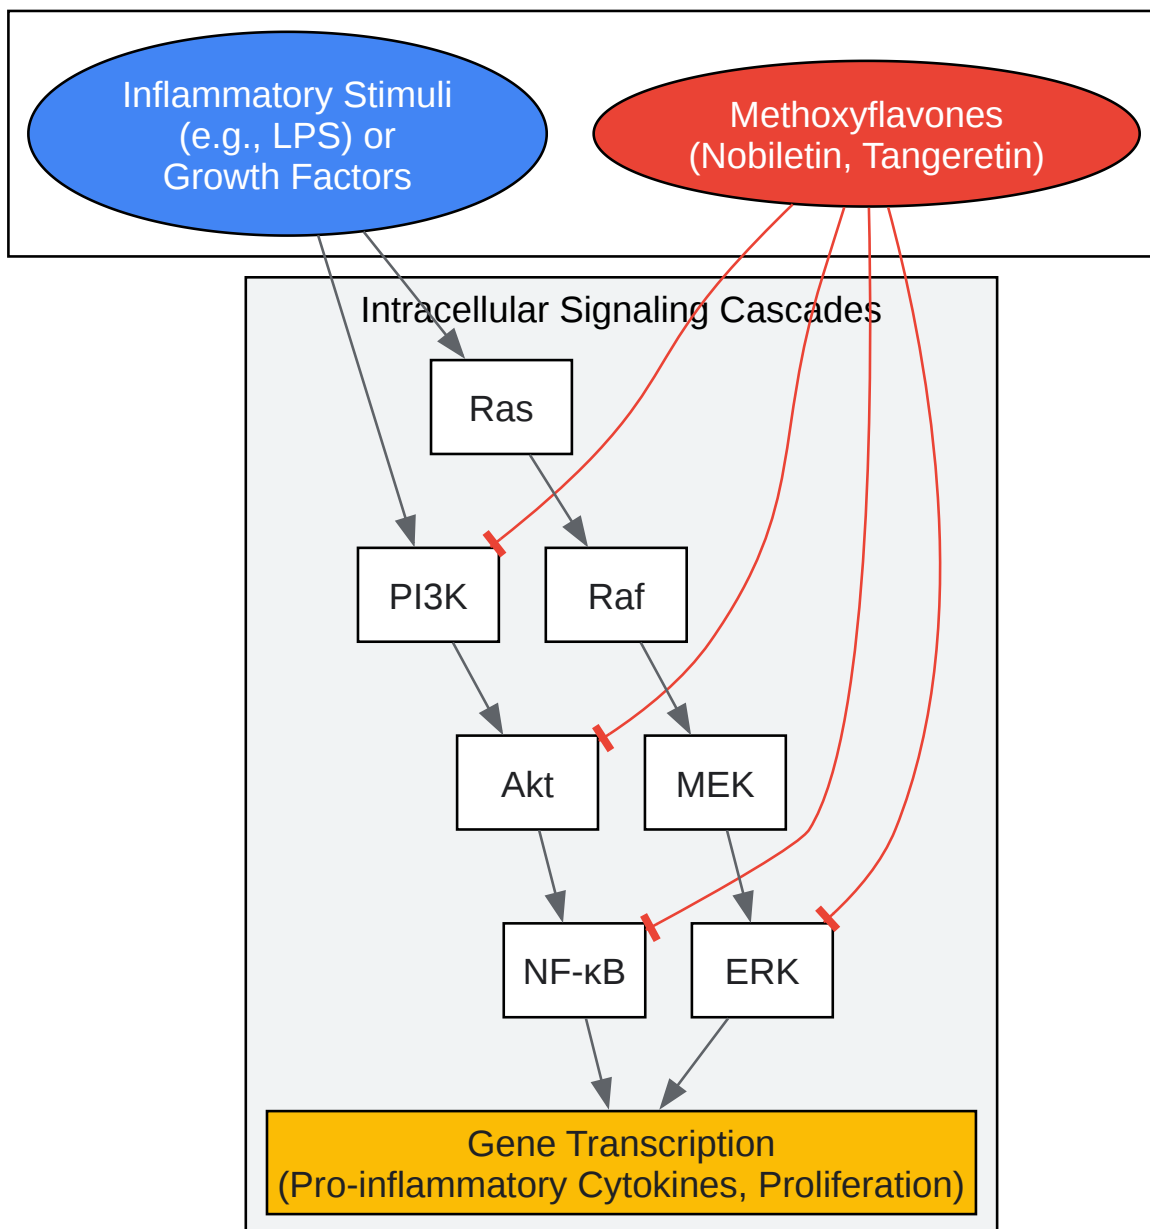 Inflammatory Stimuli
(e.g., LPS) or
Growth Factors
Methoxyflavones
(Nobiletin, Tangeretin)
Intracellular Signaling Cascades
Ras
PI3K
Raf
Akt
MEK
NF-κB
ERK
Gene Transcription
(Pro-inflammatory Cytokines, Proliferation)